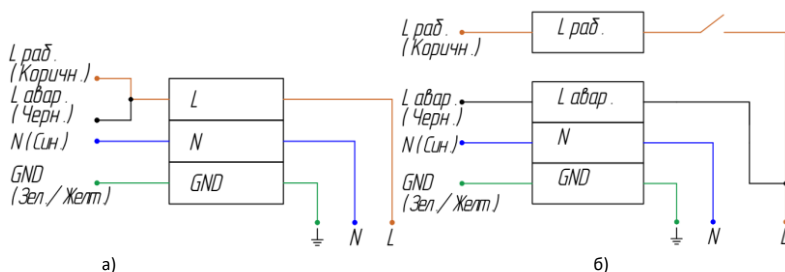 L раб.
(Коричн.)
L авар.
(Черн.)
N(Син.)
GND
(Зел./Желт.)
L
N
GND
N
L
а)
L раб.
(Коричн.)
L раб.
L авар.
(Черн.)
N(Син.)
GND
(Зел./Желт.)
L авар.
N
GND
N
L
б)